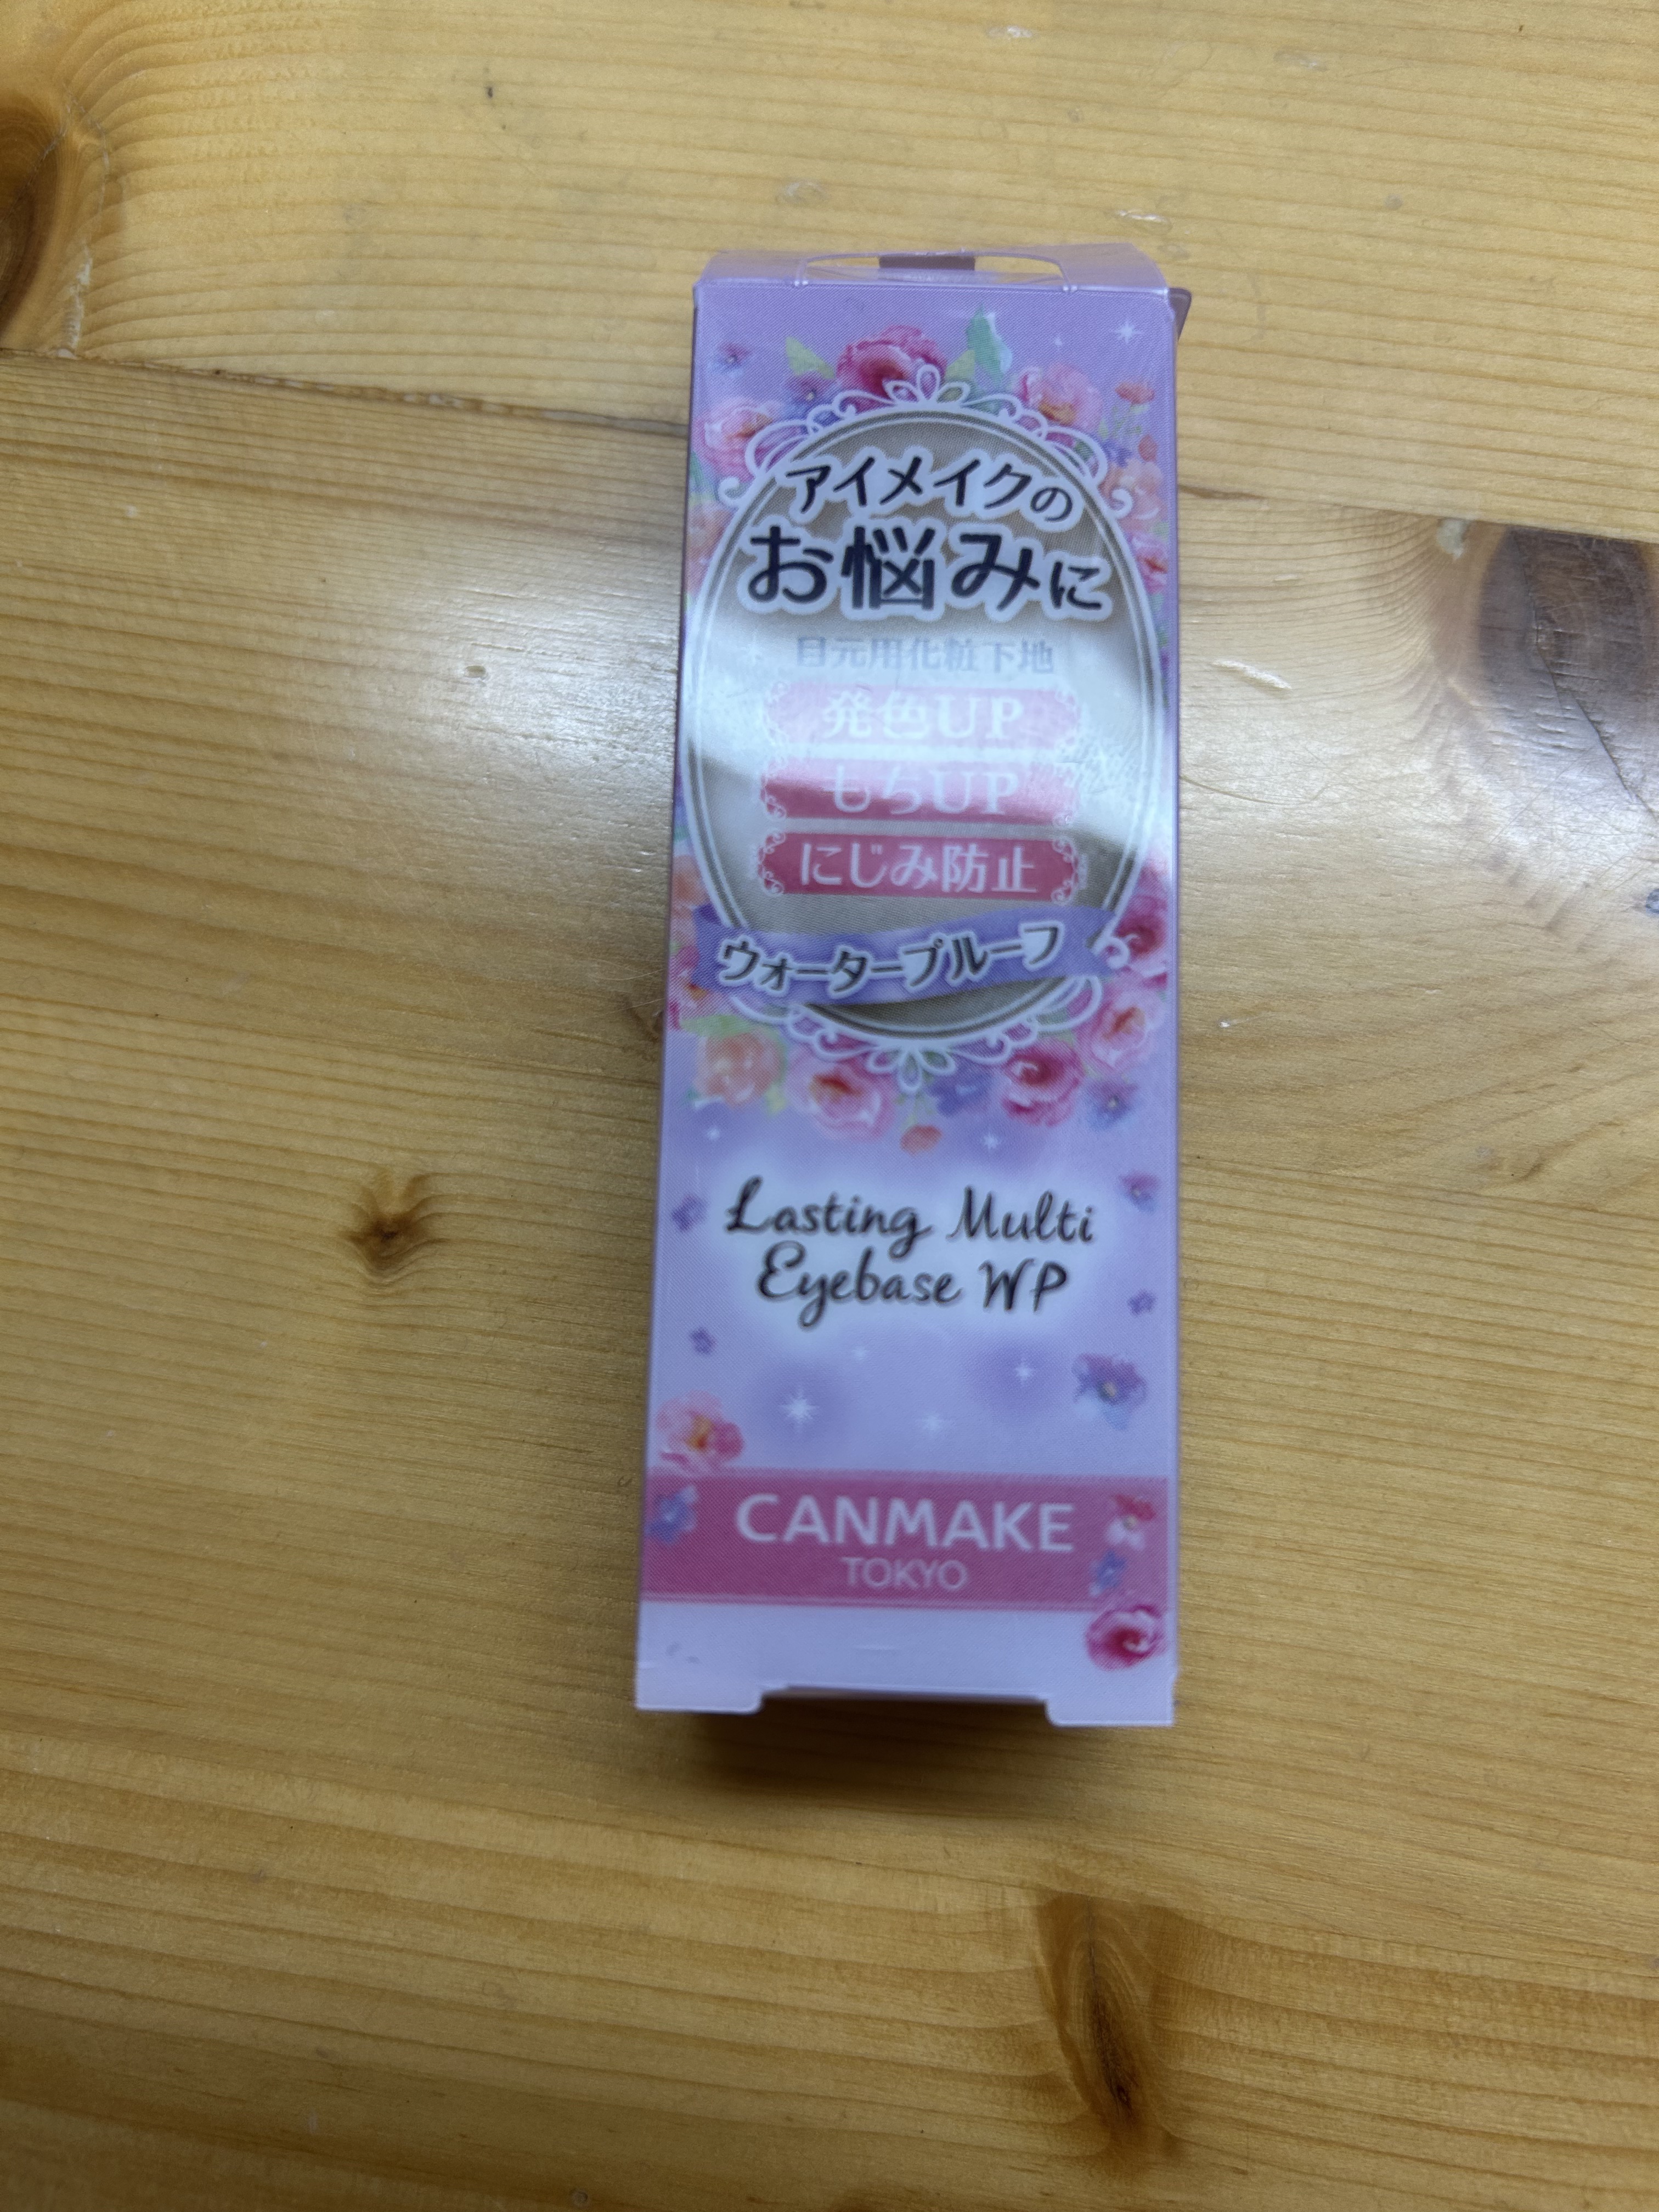 アイメイクの
お悩みに
目元用化粧下地
発色UP
もちUP
にじみ防止
ウォータープルーフ
Lasting Multi
Eyebase WP
CANMAKE
TOKYO